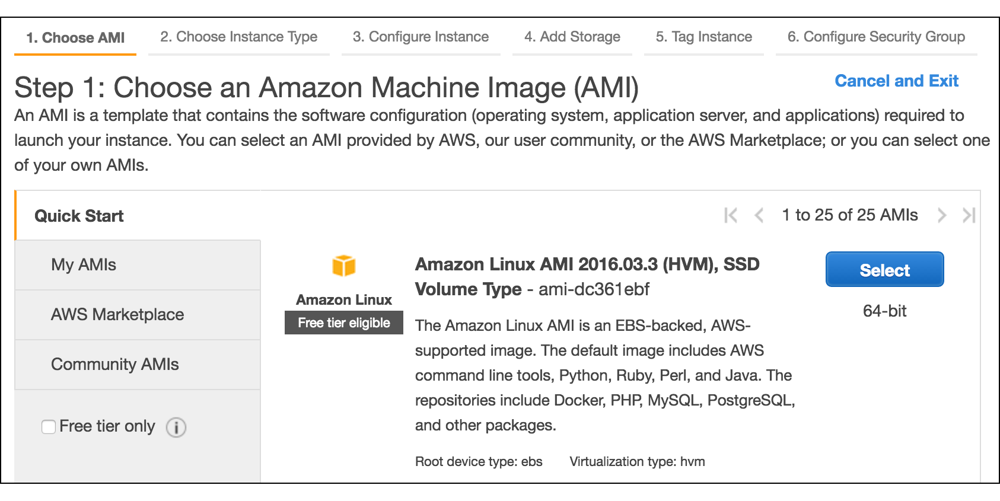 1. Choose AMI
2. Choose Instance Type
3. Configure Instance
4. Add Storage
5. Tag Instance
6. Configure Security Group
Step 1: Choose an Amazon Machine Image (AMI)
Cancel and Exit
An AMI is a template that contains the software configuration (operating system, application server, and applications) required to
launch your instance. You can select an AMI provided by AWS, our user community, or the AWS Marketplace; or you can select one
of your own AMIs.
Quick Start
My AMIs
AWS Marketplace
Community AMIs
Free tier only
1 to 25 of 25 AMIs
Amazon Linux
Free tier eligible
Amazon Linux AMI 2016.03.3 (HVM), SSD
Volume Type - ami-dc361ebf
The Amazon Linux AMI is an EBS-backed, AWS-
supported image. The default image includes AWS
command line tools, Python, Ruby, Perl, and Java. The
repositories include Docker, PHP, MySQL, PostgreSQL,
and other packages.
Root device type: ebs
Virtualization type: hvm
Select
64-bit